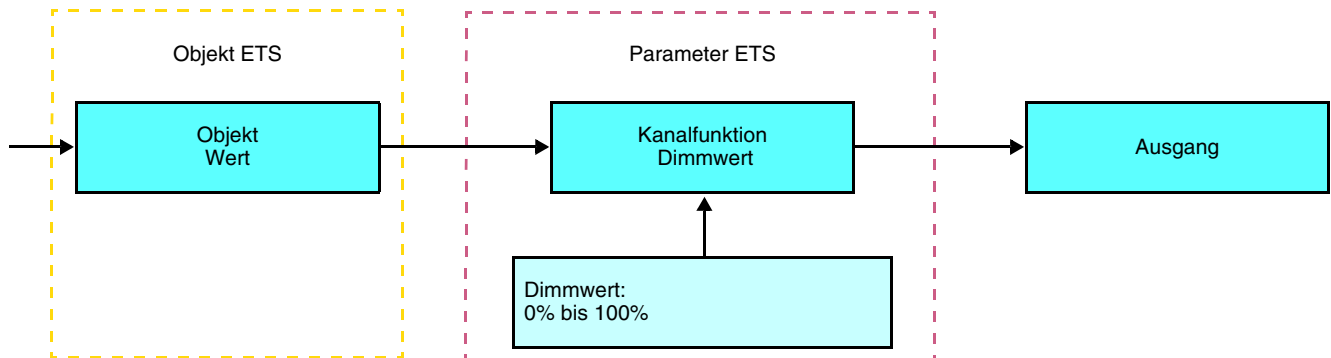 Objekt ETS
Parameter ETS
Objekt
Wert
Kanalfunktion
Dimmwert
Ausgang
Dimmwert:
0% bis 100%